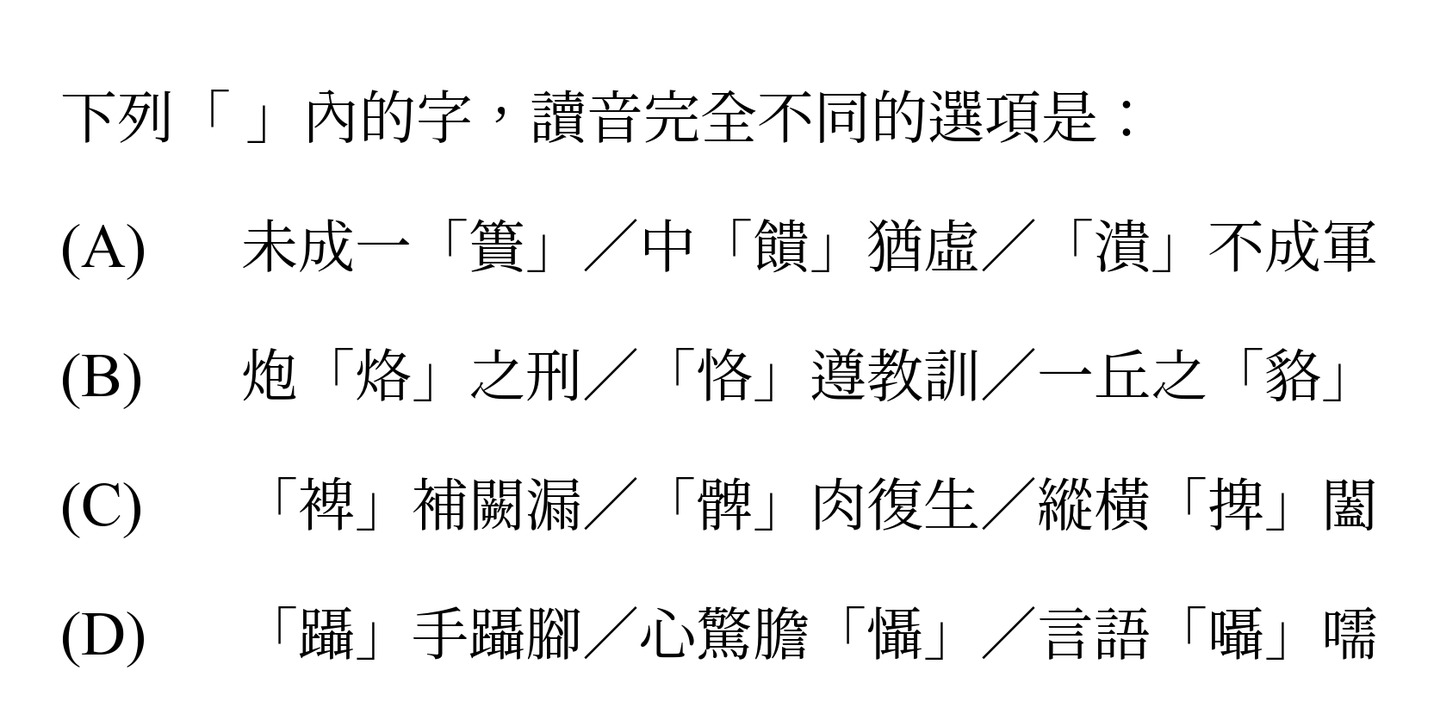 下列「 」內的字，讀音完全不同的選項是：
(A) 未成一「簣」／中「饋」猶虛／「潰」不成軍
(B) 炮「烙」之刑／「恪」遵教訓／一丘之「貉」
(C) 「裨」補闕漏／「髀」肉復生／縱橫「捭」闔
(D) 「躡」手躡腳／心驚膽「懾」／言語「囁」嚅